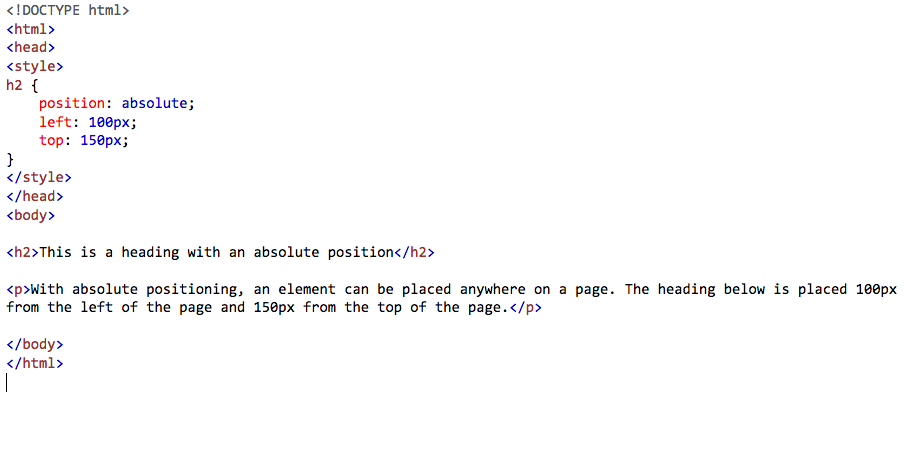 <!DOCTYPE html>
<html>
<head>
<style>
h2 {
    position: absolute;
    left: 100px;
    top: 150px;
}
</style>
</head>
<body>

<h2>This is a heading with an absolute position</h2>

<p>With absolute positioning, an element can be placed anywhere on a page. The heading below is placed 100px
from the left of the page and 150px from the top of the page.</p>

</body>
</html>